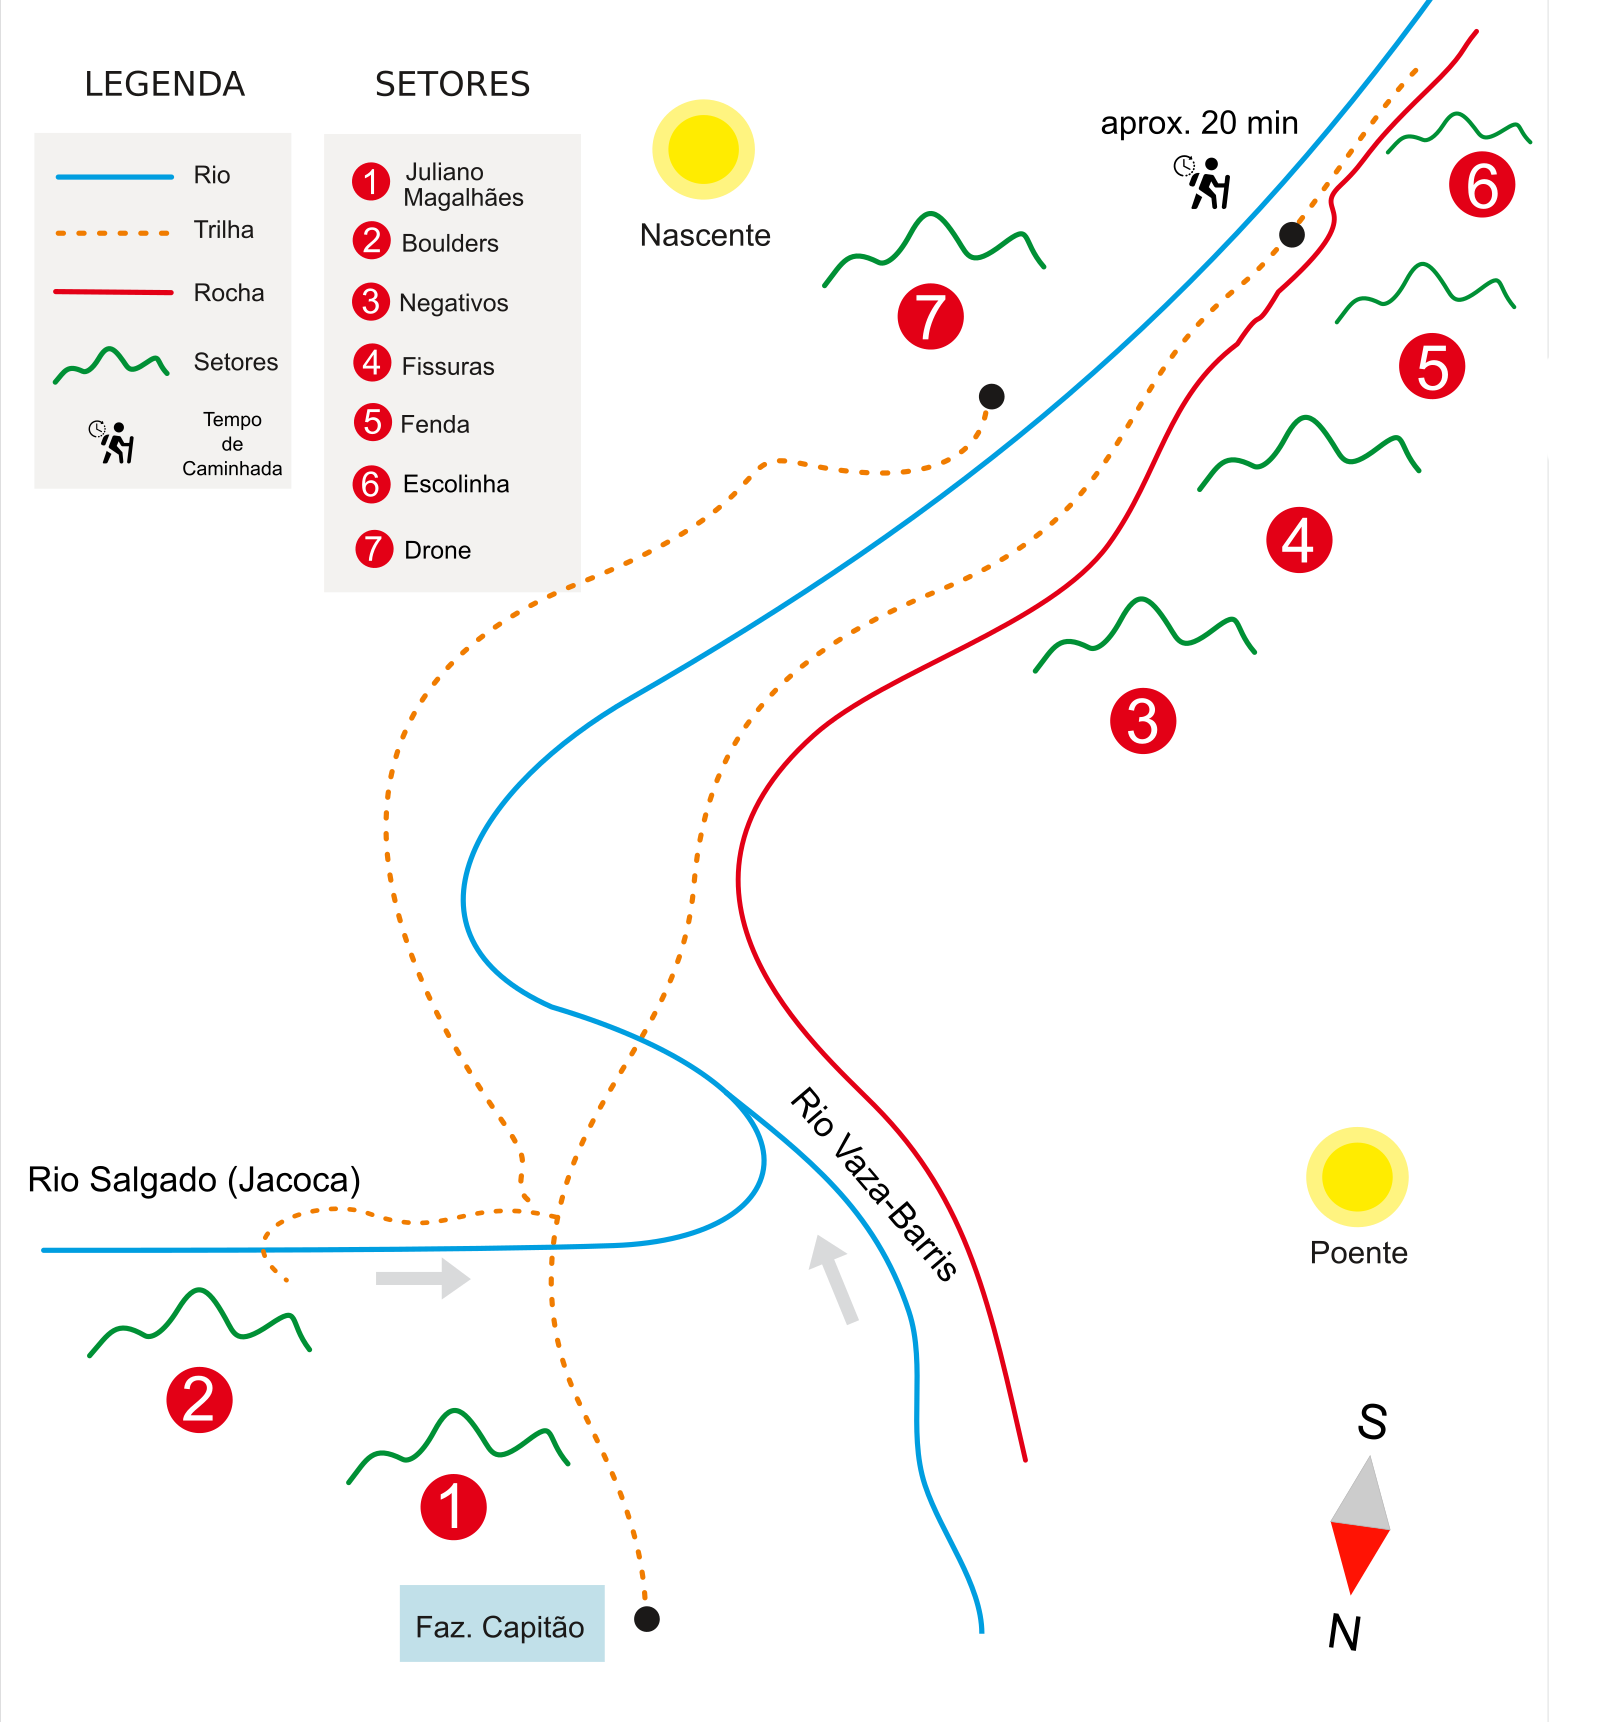 LEGENDA
Rio
Trilha
Rocha
Setores
Tempo
de
Caminhada
SETORES
1 Juliano
Magalhães
2 Boulders
3 Negativos
4 Fissuras
5 Fenda
6 Escolinha
7 Drone
Nascente
aprox. 20 min
7
6
5
4
3
Rio Vaza-Barris
Rio Salgado (Jacoca)
Poente
2
1
Faz. Capitão
S
N